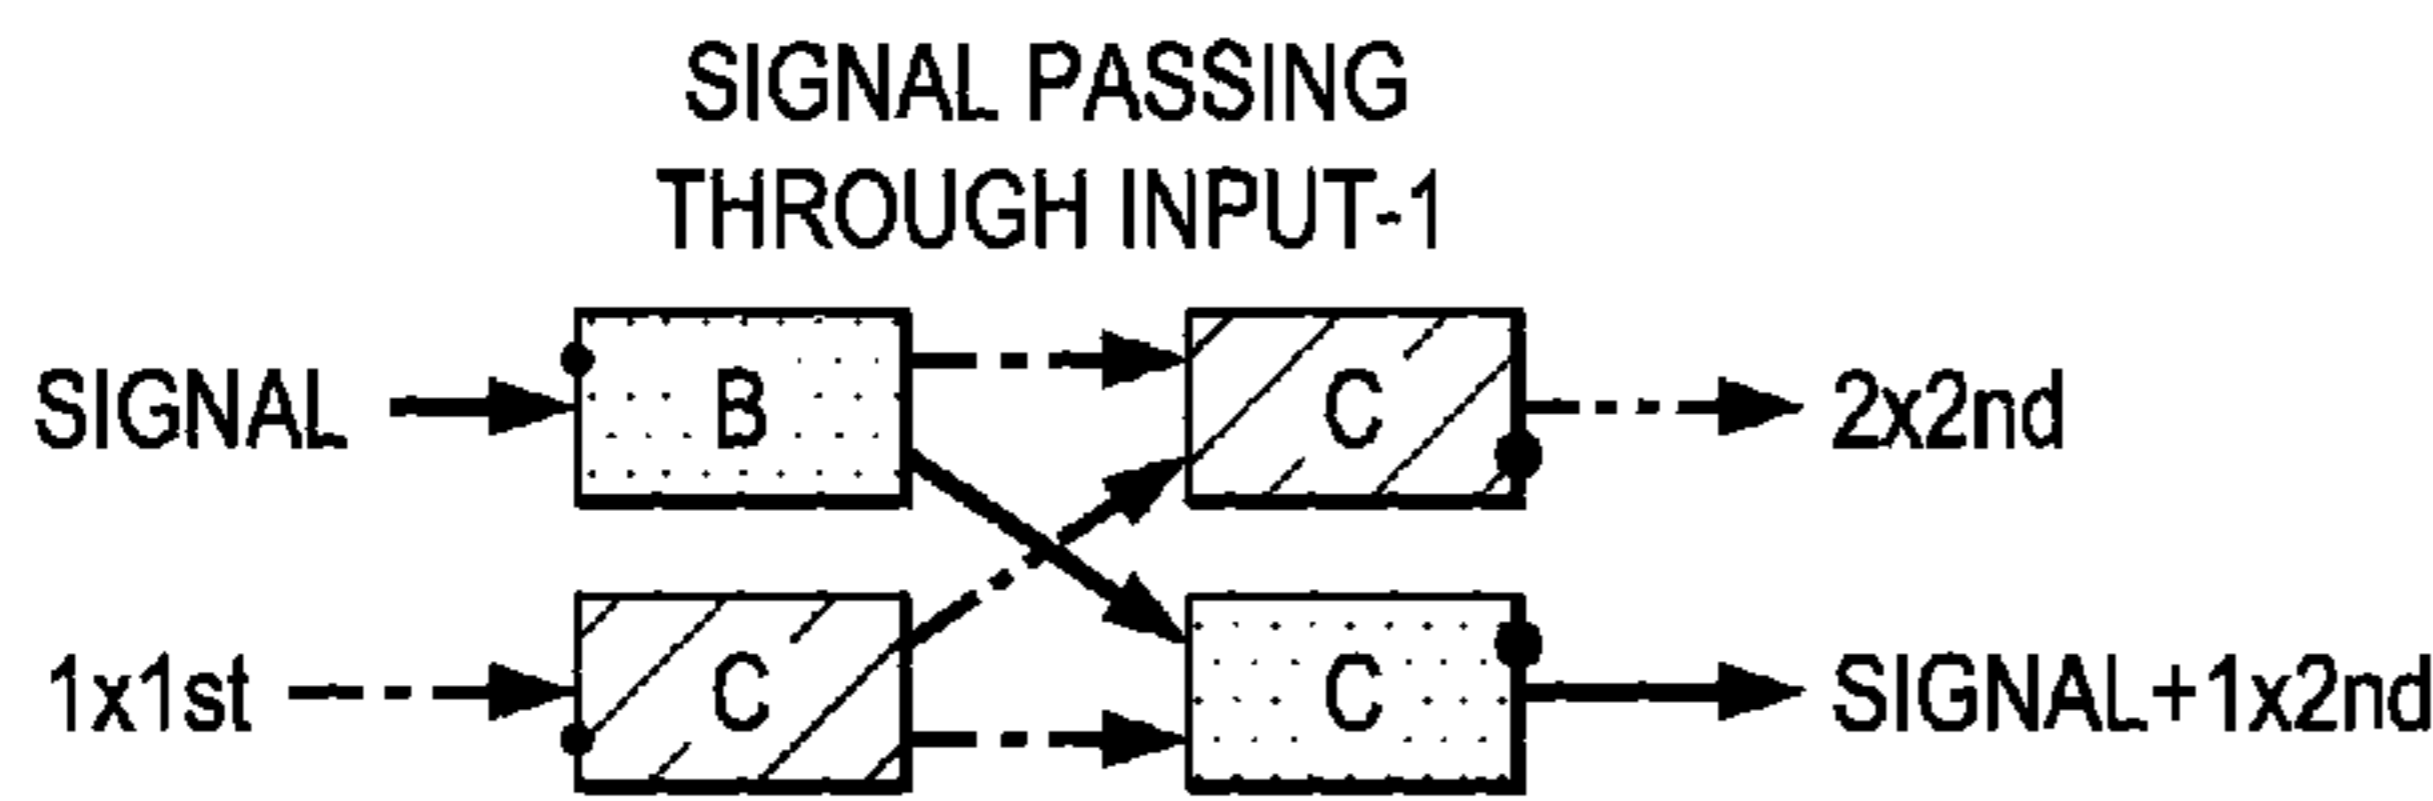 SIGNAL PASSING
THROUGH INPUT-1
SIGNAL B C 2x2nd
1x1st C C SIGNAL+1x2nd